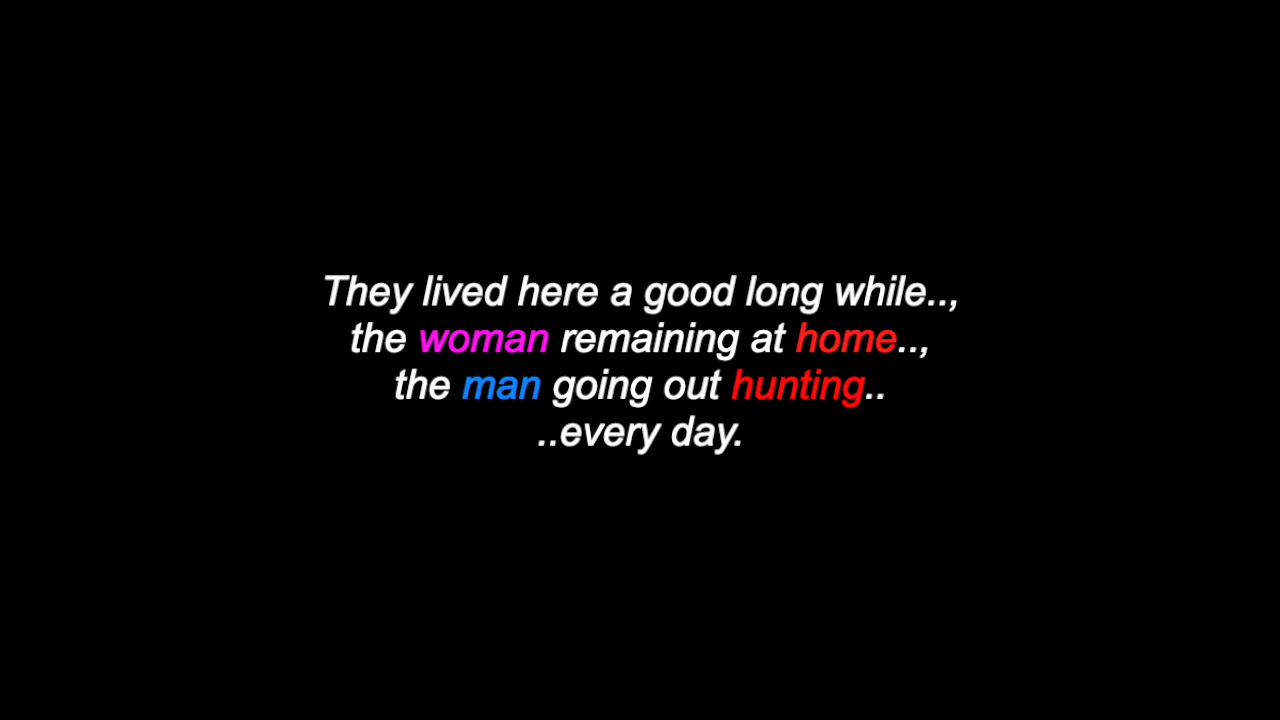 They lived here a good long while..,
the woman remaining at home..,
the man going out hunting..
..every day.